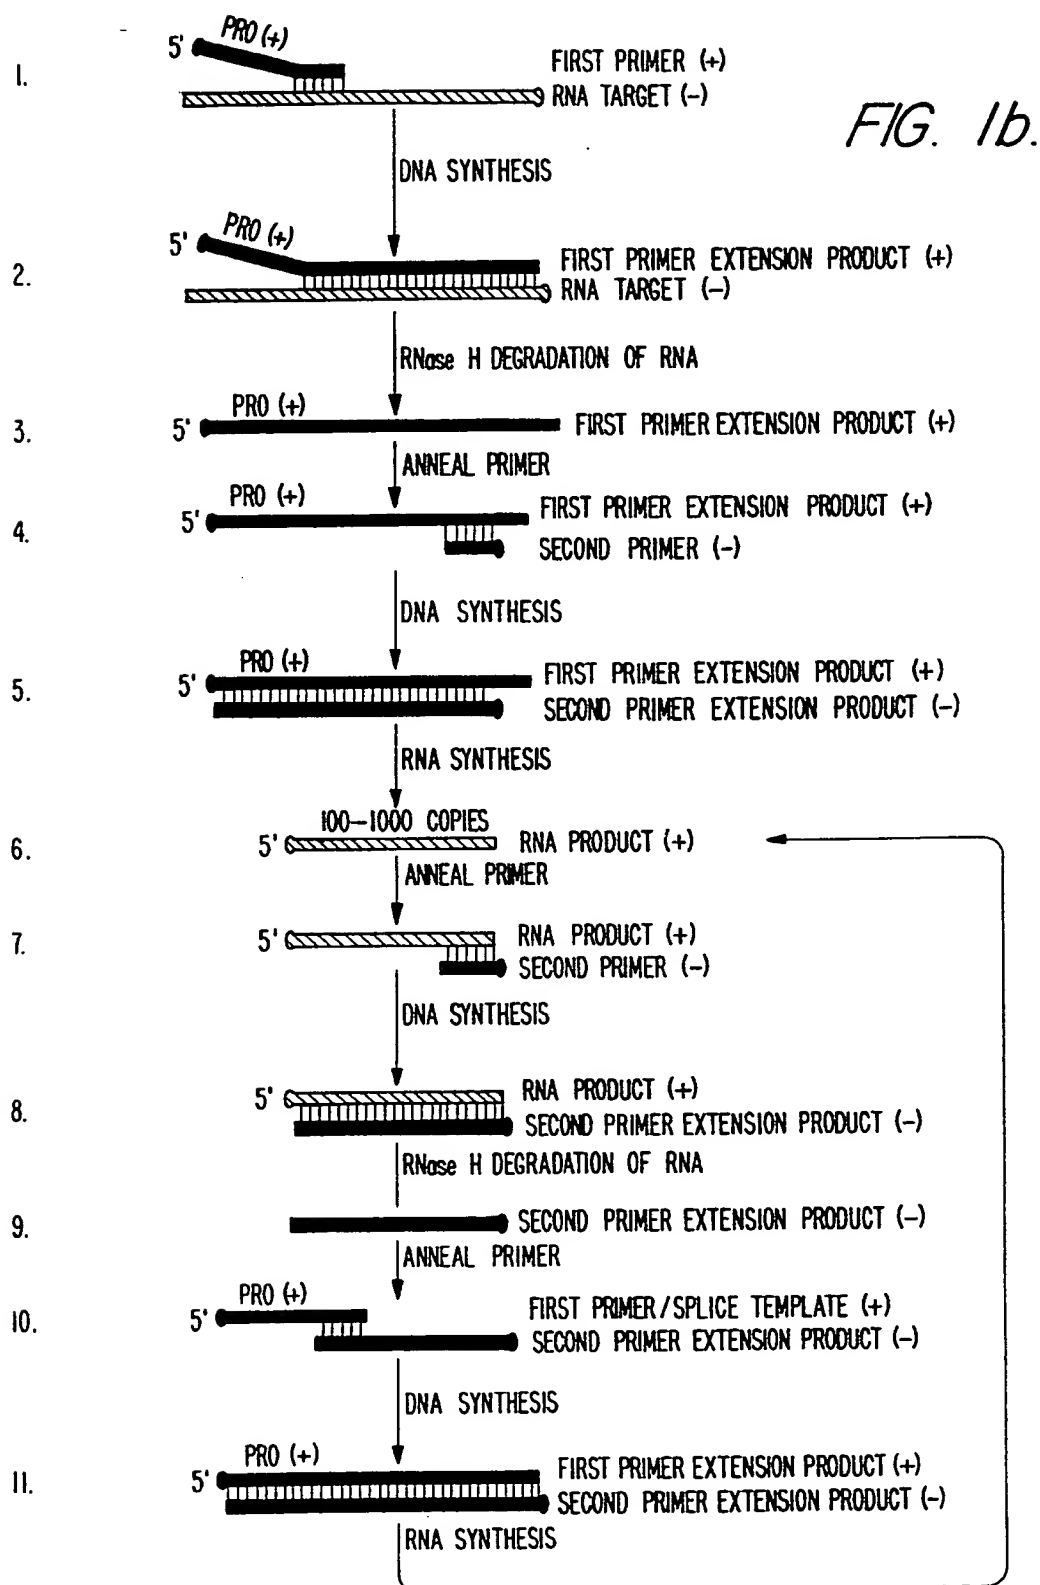 FIG. 1b.
1.
5' PRO (+)
FIRST PRIMER (+)
RNA TARGET (-)
DNA SYNTHESIS
2.
5' PRO (+)
FIRST PRIMER EXTENSION PRODUCT (+)
RNA TARGET (-)
RNase H DEGRADATION OF RNA
3.
PRO (+)
5' FIRST PRIMER EXTENSION PRODUCT (+)
ANNEAL PRIMER
4.
PRO (+)
5' FIRST PRIMER EXTENSION PRODUCT (+)
SECOND PRIMER (-)
DNA SYNTHESIS
5.
PRO (+)
5' FIRST PRIMER EXTENSION PRODUCT (+)
SECOND PRIMER EXTENSION PRODUCT (-)
RNA SYNTHESIS
6.
100-1000 COPIES
5' RNA PRODUCT (+)
ANNEAL PRIMER
7.
5' RNA PRODUCT (+)
SECOND PRIMER (-)
DNA SYNTHESIS
8.
5' RNA PRODUCT (+)
SECOND PRIMER EXTENSION PRODUCT (-)
RNase H DEGRADATION OF RNA
9.
SECOND PRIMER EXTENSION PRODUCT (-)
ANNEAL PRIMER
10.
PRO (+)
5' FIRST PRIMER/SPLICE TEMPLATE (+)
SECOND PRIMER EXTENSION PRODUCT (-)
DNA SYNTHESIS
11.
PRO (+)
5' FIRST PRIMER EXTENSION PRODUCT (+)
SECOND PRIMER EXTENSION PRODUCT (-)
RNA SYNTHESIS